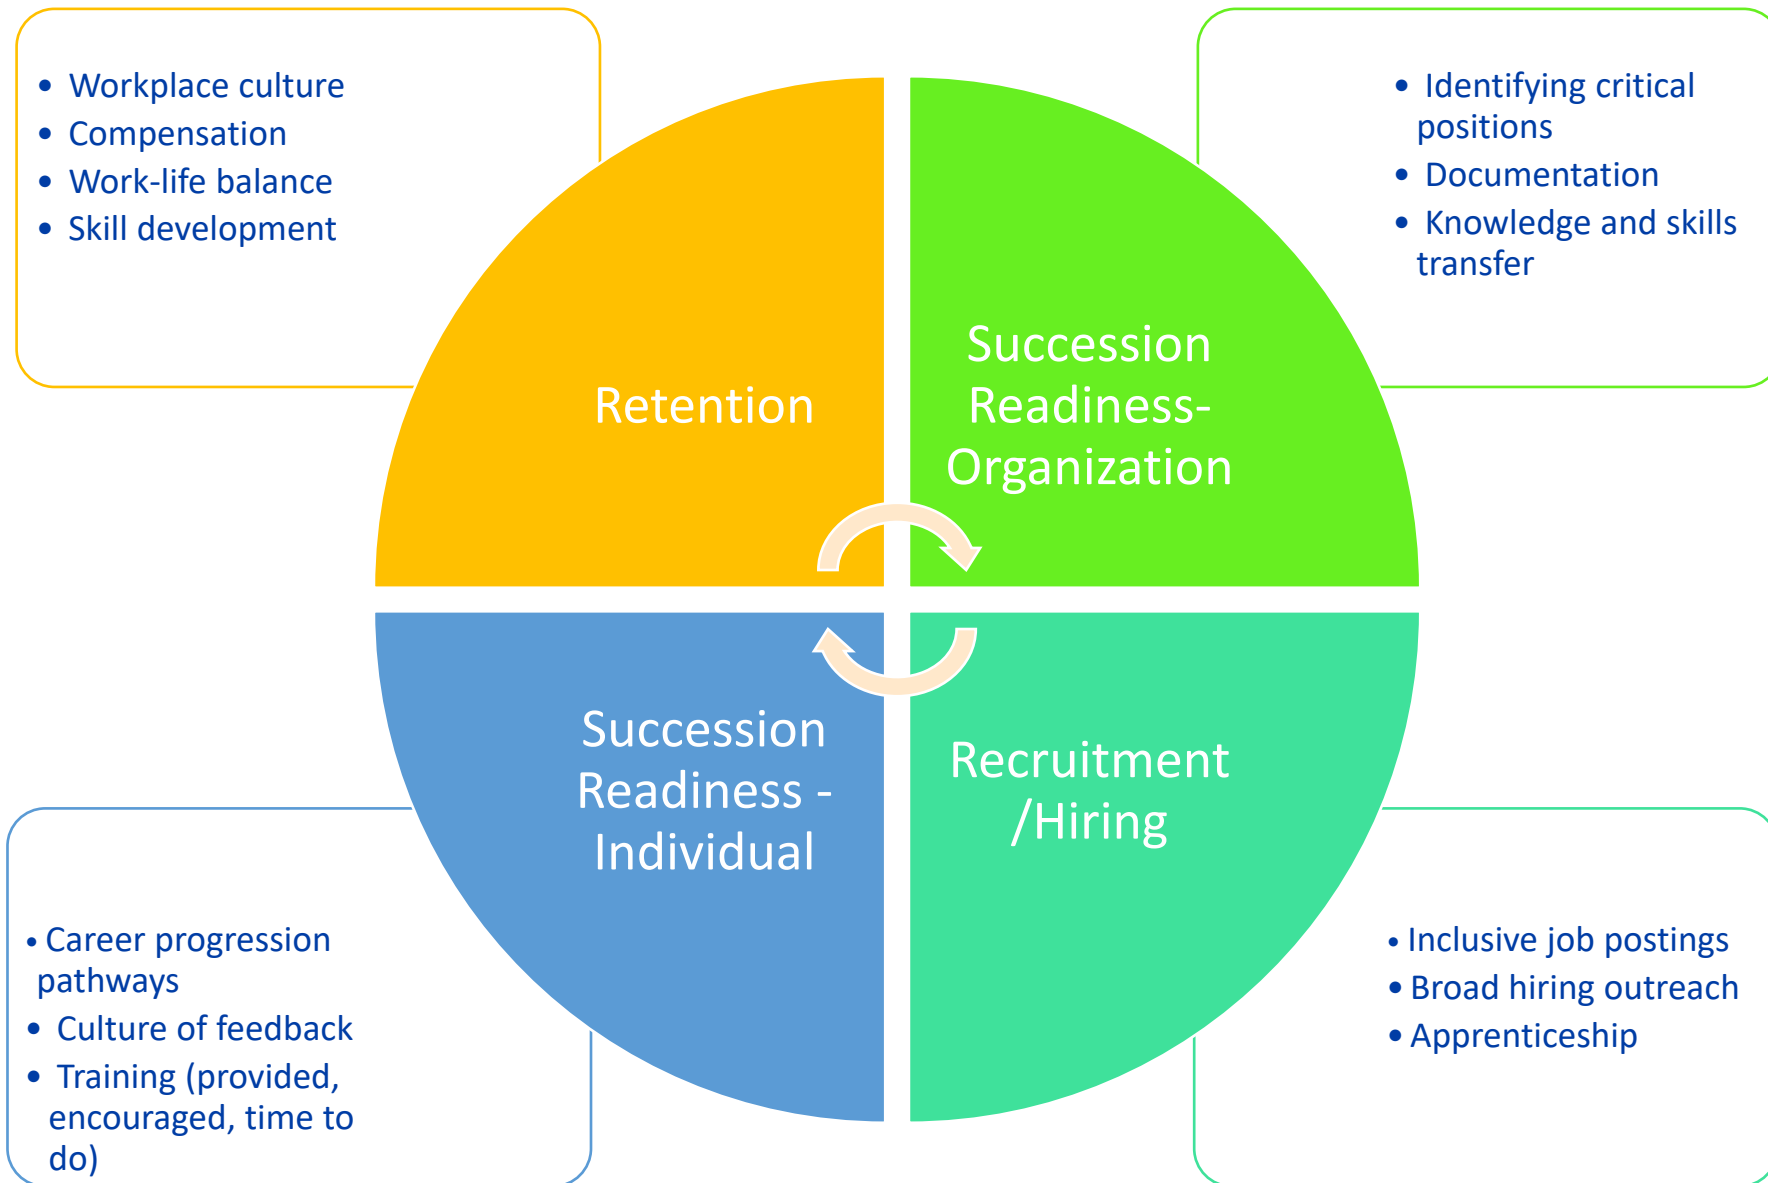 • Workplace culture
• Compensation
• Work-life balance
• Skill development
• Identifying critical
positions
• Documentation
• Knowledge and skills
transfer
Retention
Succession
Readiness-
Organization
Succession
Readiness -
Individual
Recruitment
/Hiring
• Career progression
pathways
• Culture of feedback
• Training (provided,
encouraged, time to
do)
• Inclusive job postings
• Broad hiring outreach
• Apprenticeship